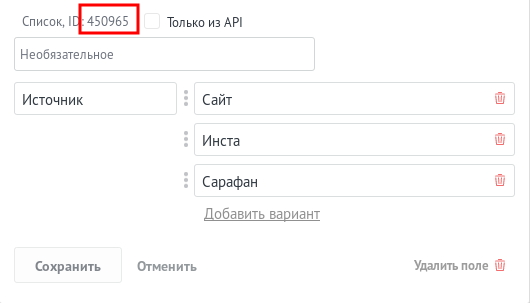 Список, ID: 450965 Только из API
Необязательное
Источник Сайт
Инста
Сарафан
Добавить вариант
Сохранить Отменить Удалить поле